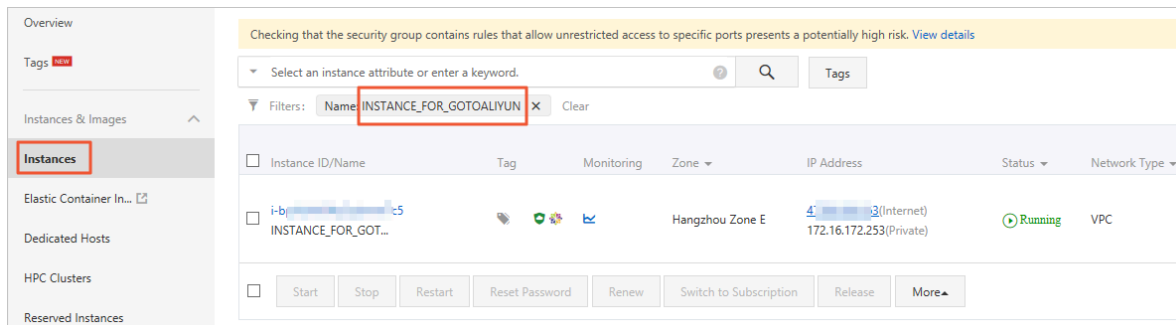 Overview
Tags NEW
Instances & Images
Instances
Elastic Container In...
Dedicated Hosts
HPC Clusters
Reserved Instances
Checking that the security group contains rules that allow unrestricted access to specific ports presents a potentially high risk. View details
Select an instance attribute or enter a keyword. ?
Tags
Filters: Name: INSTANCE_FOR_GOTOALIYUN X Clear
Instance ID/Name Tag Monitoring Zone IP Address Status Network Type
i-b c5
INSTANCE_FOR_GOT...
Hangzhou Zone E
4 3(Internet)
172.16.172.253(Private)
Running
VPC
Start Stop Restart Reset Password Renew Switch to Subscription Release More